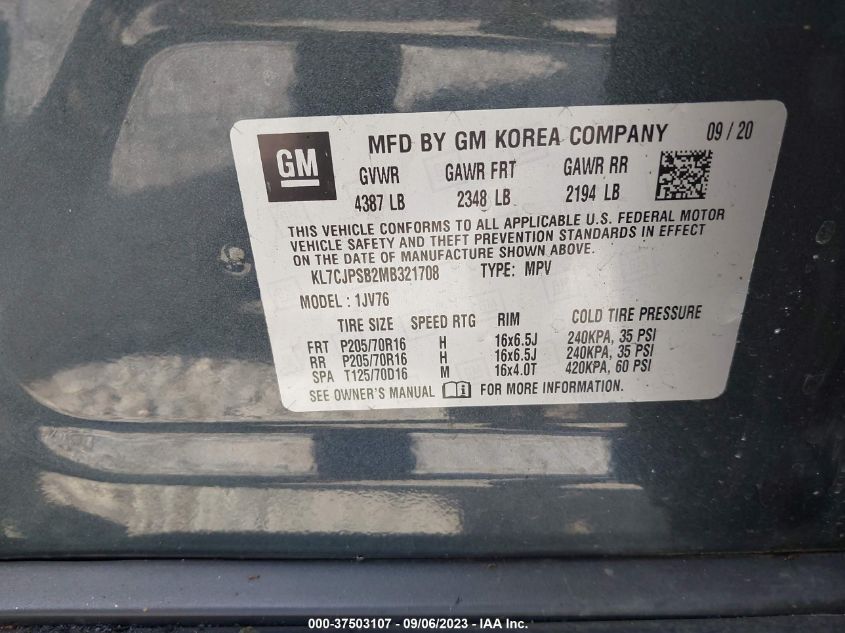 GM
MFD BY GM KOREA COMPANY 09/20
GVWR GAWR FRT GAWR RR
4387 LB 2348 LB 2194 LB
THIS VEHICLE CONFORMS TO ALL APPLICABLE U.S. FEDERAL MOTOR
VEHICLE SAFETY AND THEFT PREVENTION STANDARDS IN EFFECT
ON THE DATE OF MANUFACTURE SHOWN ABOVE.
KL7CJPSB2MB321708 TYPE: MPV
MODEL: 1JV76
TIRE SIZE SPEED RTG RIM COLD TIRE PRESSURE
FRT P205/70R16 H 16x6.5J 240KPA, 35 PSI
RR P205/70R16 H 16x6.5J 240KPA, 35 PSI
SPA T125/70D16 M 16x4.0T 420KPA, 60 PSI
SEE OWNER'S MANUAL FOR MORE INFORMATION.
000-37503107 - 09/06/2023 - IAA Inc.